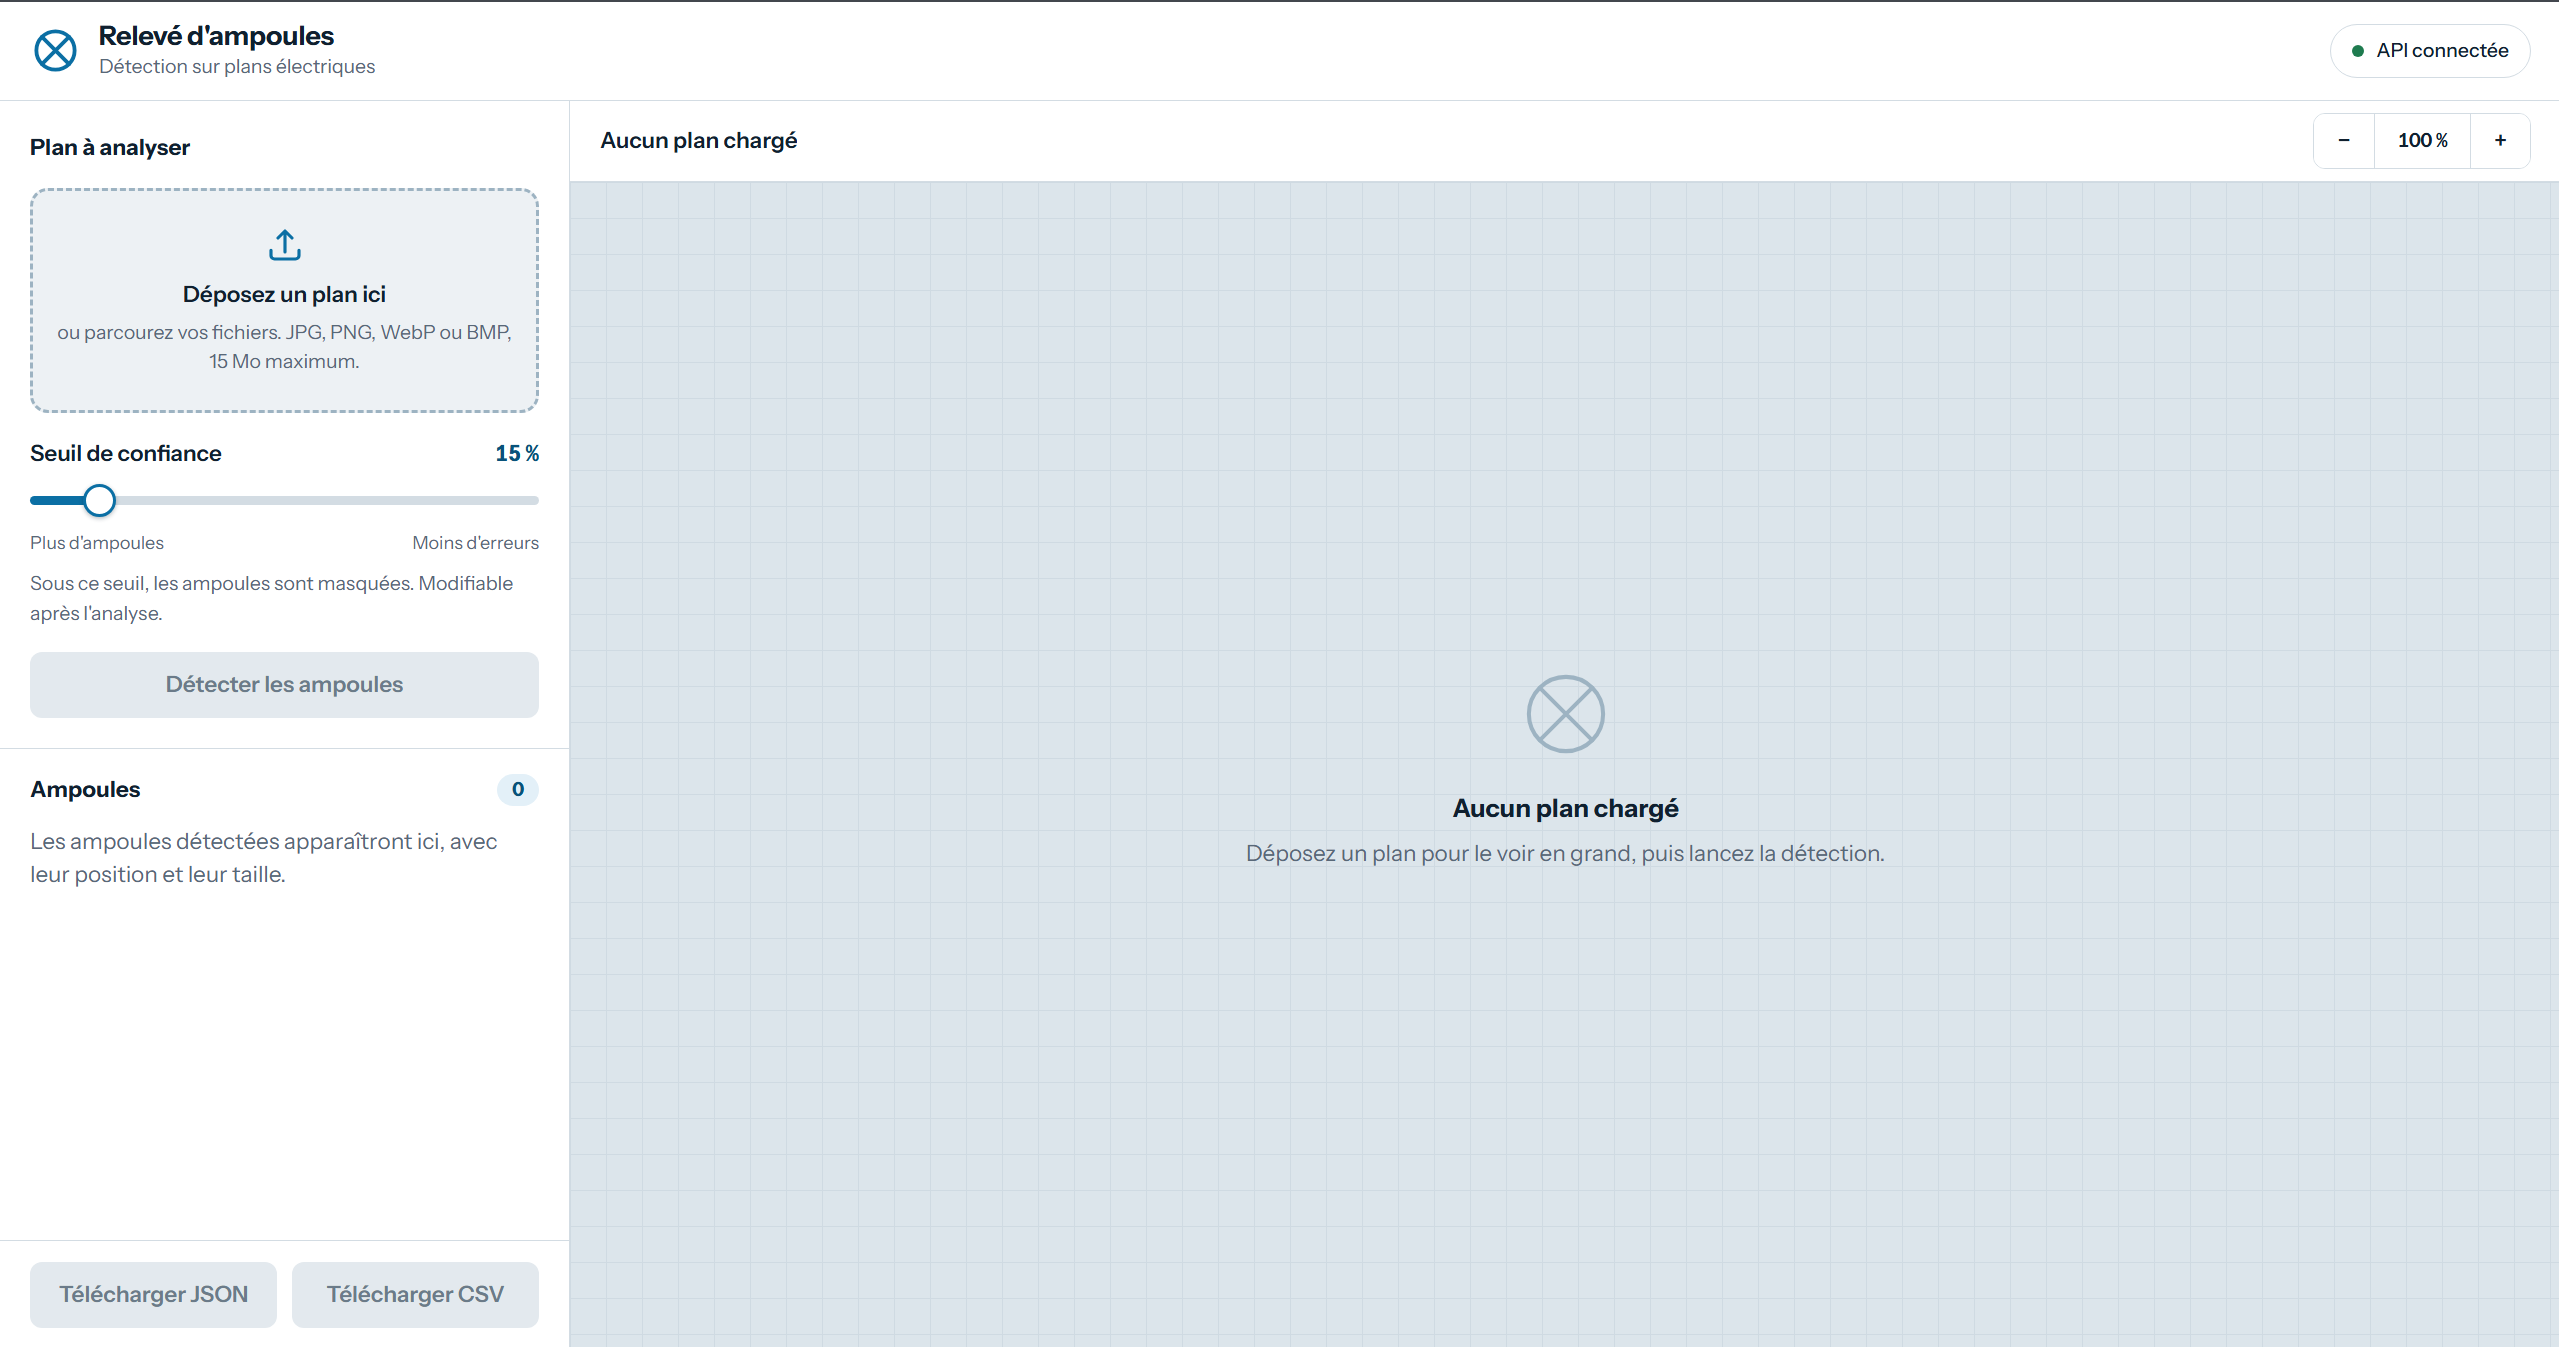 Relevé d'ampoules
Détection sur plans électriques
API connectée
Plan à analyser
Déposez un plan ici
ou parcourez vos fichiers. JPG, PNG, WebP ou BMP,
15 Mo maximum.
Seuil de confiance
15 %
Plus d'ampoules
Moins d'erreurs
Sous ce seuil, les ampoules sont masquées. Modifiable
après l'analyse.
Détecter les ampoules
Ampoules
0
Les ampoules détectées apparaîtront ici, avec
leur position et leur taille.
Télécharger JSON
Télécharger CSV
Aucun plan chargé
−
100 %
+
Aucun plan chargé
Déposez un plan pour le voir en grand, puis lancez la détection.